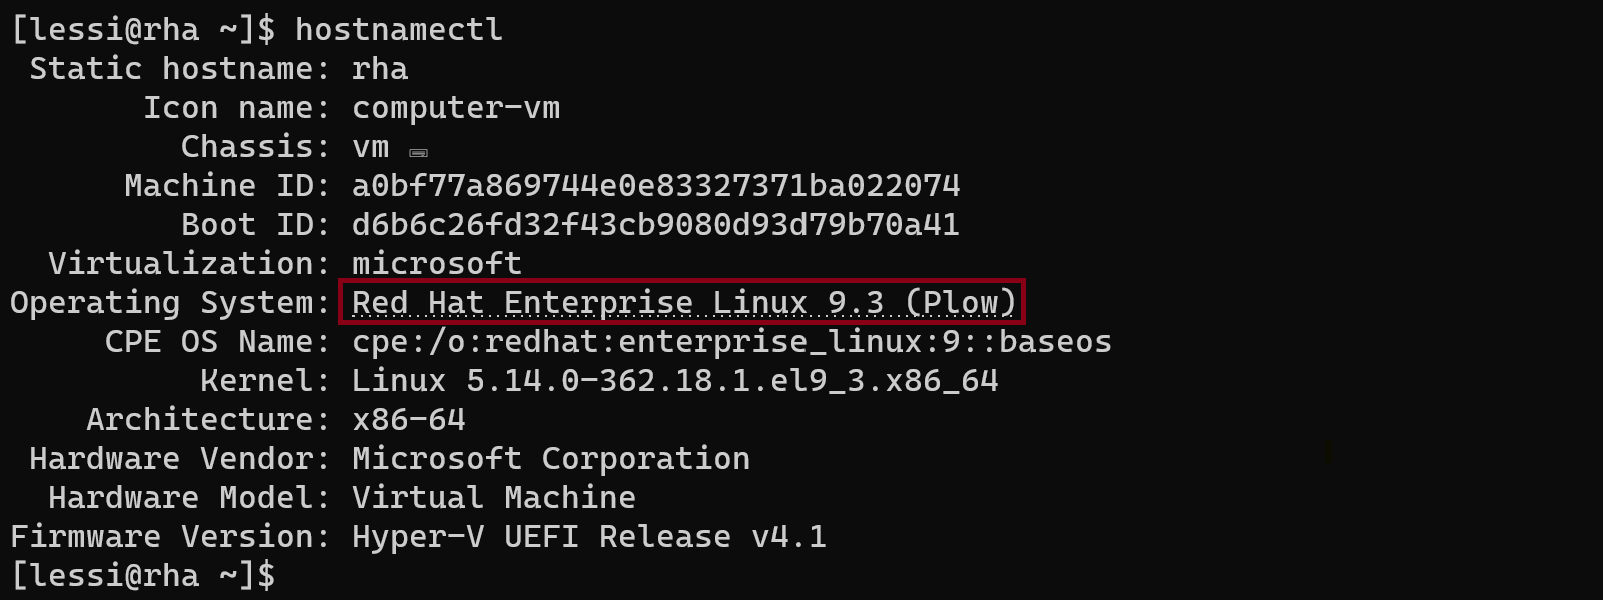 [lessi@rha ~]$ hostnamectl
Static hostname: rha
Icon name: computer-vm
Chassis: vm 🖴
Machine ID: a0bf77a869744e0e83327371ba022074
Boot ID: d6b6c26fd32f43cb9080d93d79b70a41
Virtualization: microsoft
Operating System: Red Hat Enterprise Linux 9.3 (Plow)
CPE OS Name: cpe:/o:redhat:enterprise_linux:9::baseos
Kernel: Linux 5.14.0-362.18.1.el9_3.x86_64
Architecture: x86-64
Hardware Vendor: Microsoft Corporation
Hardware Model: Virtual Machine
Firmware Version: Hyper-V UEFI Release v4.1
[lessi@rha ~]$